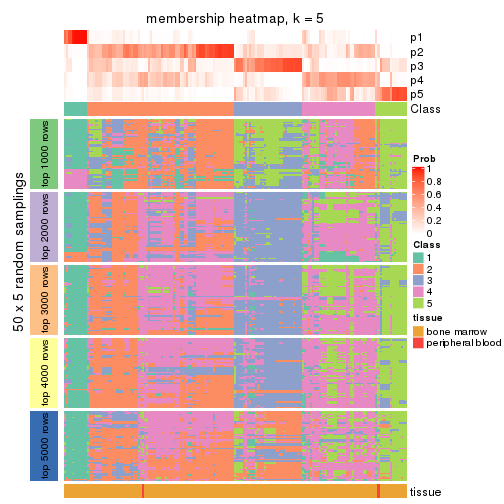 membership heatmap, k = 5
p1
p2
p3
p4
p5
Class
50 x 5 random samplings
top 1000 rows
top 2000 rows
top 3000 rows
top 4000 rows
top 5000 rows
tissue
Prob
1
0.8
0.6
0.4
0.2
0
Class
1
2
3
4
5
tissue
bone marrow
peripheral blood